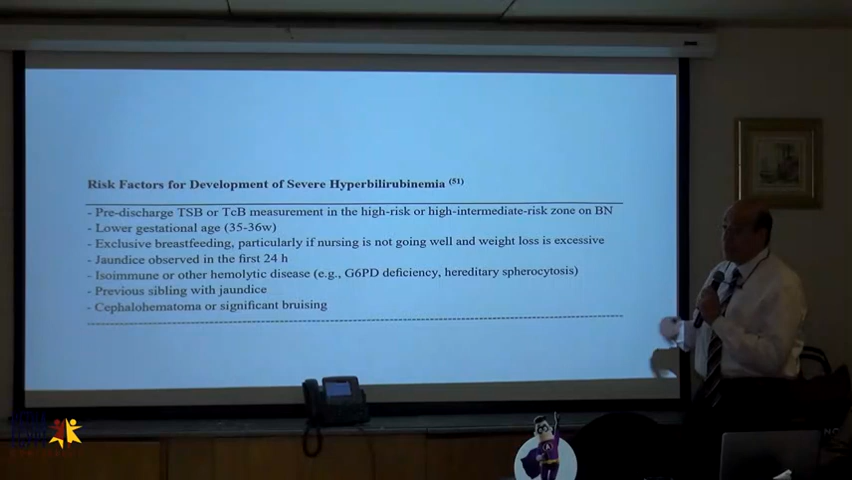 Risk Factors for Development of Severe Hyperbilirubinemia (51)
- Pre-discharge TSB or TcB measurement in the high-risk or high-intermediate-risk zone on BN
- Lower gestational age (35-36w)
- Exclusive breastfeeding, particularly if nursing is not going well and weight loss is excessive
- Jaundice observed in the first 24 h
- Isoimmune or other hemolytic disease (e.g., G6PD deficiency, hereditary spherocytosis)
- Previous sibling with jaundice
- Cephalohematoma or significant bruising